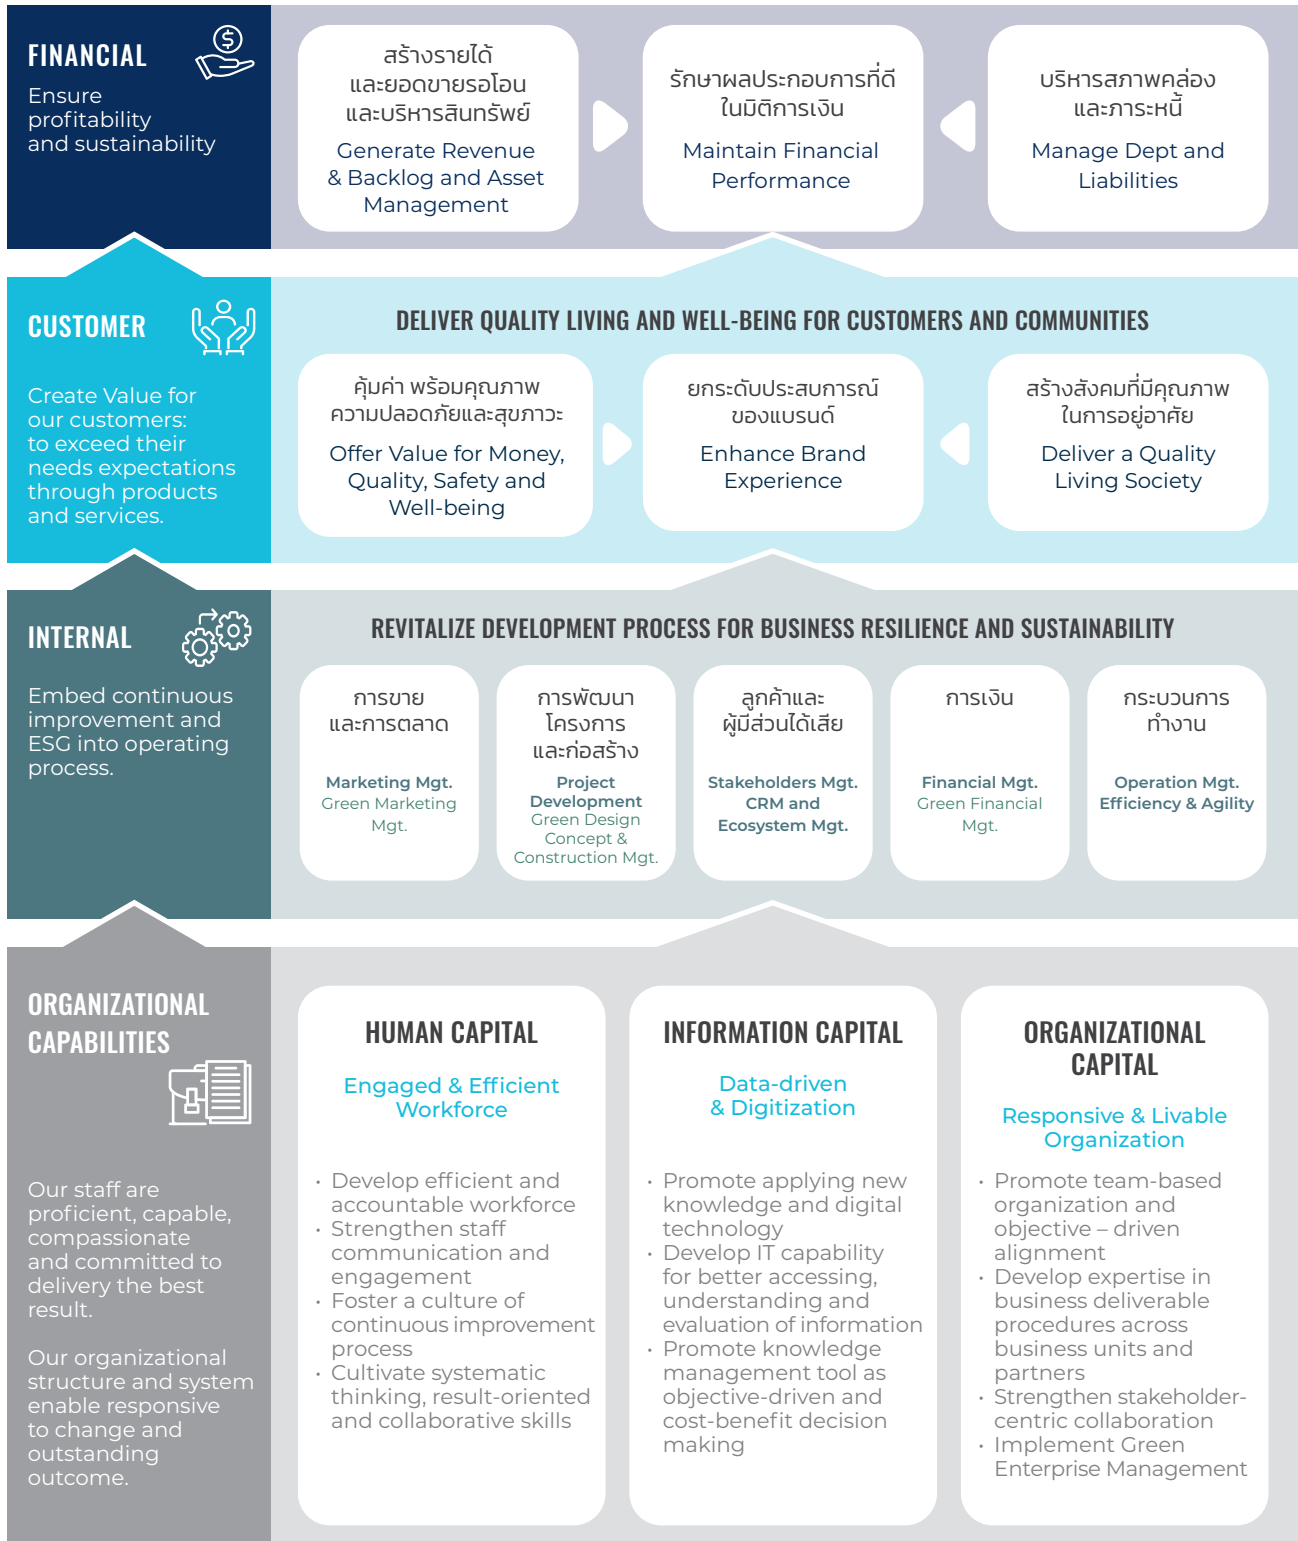 FINANCIAL
Ensure
profitability
and sustainability
สร้างรายได้
และยอดขายรอโอน
และบริหารสินทรัพย์
Generate Revenue
& Backlog and Asset
Management
รักษาผลประกอบการที่ดี
ในมิติการเงิน
Maintain Financial
Performance
บริหารสภาพคล่อง
และภาระหนี้
Manage Dept and
Liabilities
CUSTOMER
Create Value for
our customers:
to exceed their
needs expectations
through products
and services.
DELIVER QUALITY LIVING AND WELL-BEING FOR CUSTOMERS AND COMMUNITIES
คุ้มค่า พร้อมคุณภาพ
ความปลอดภัยและสุขภาวะ
Offer Value for Money,
Quality, Safety and
Well-being
ยกระดับประสบการณ์
ของแบรนด์
Enhance Brand
Experience
สร้างสังคมที่มีคุณภาพ
ในการอยู่อาศัย
Deliver a Quality
Living Society
INTERNAL
Embed continuous
improvement and
ESG into operating
process.
REVITALIZE DEVELOPMENT PROCESS FOR BUSINESS RESILIENCE AND SUSTAINABILITY
การขาย
และการตลาด
Marketing Mgt.
Green Marketing
Mgt.
การพัฒนา
โครงการ
และก่อสร้าง
Project
Development
Green Design
Concept &
Construction Mgt.
ลูกค้าและ
ผู้มีส่วนได้เสีย
Stakeholders Mgt.
CRM and
Ecosystem Mgt.
การเงิน
Financial Mgt.
Green Financial
Mgt.
กระบวนการ
ทำงาน
Operation Mgt.
Efficiency & Agility
ORGANIZATIONAL
CAPABILITIES
Our staff are
proficient, capable,
compassionate
and committed to
delivery the best
result.
Our organizational
structure and system
enable responsive
to change and
outstanding
outcome.
HUMAN CAPITAL
Engaged & Efficient
Workforce
· Develop efficient and
accountable workforce
· Strengthen staff
communication and
engagement
· Foster a culture of
continuous improvement
process
· Cultivate systematic
thinking, result-oriented
and collaborative skills
INFORMATION CAPITAL
Data-driven
& Digitization
· Promote applying new
knowledge and digital
technology
· Develop IT capability
for better accessing,
understanding and
evaluation of information
· Promote knowledge
management tool as
objective-driven and
cost-benefit decision
making
ORGANIZATIONAL
CAPITAL
Responsive & Livable
Organization
· Promote team-based
organization and
objective – driven
alignment
· Develop expertise in
business deliverable
procedures across
business units and
partners
· Strengthen stakeholder-
centric collaboration
· Implement Green
Enterprise Management